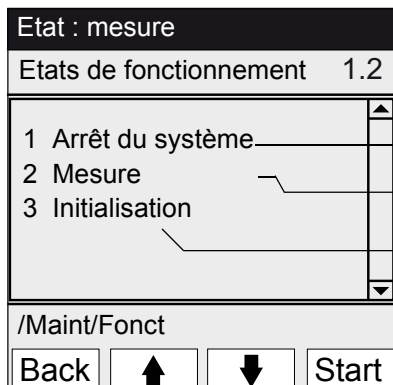 Etat : mesure
Etats de fonctionnement 1.2
1 Arrêt du système
2 Mesure
3 Initialisation
/Maint/Fonct
Back Start